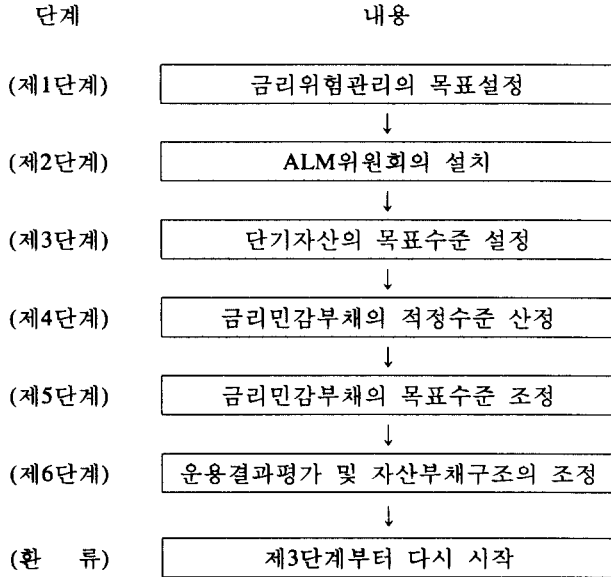 단계 내용
(제1단계) 금리위험관리의 목표설정
↓
(제2단계) ALM위원회의 설치
↓
(제3단계) 단기자산의 목표수준 설정
↓
(제4단계) 금리민감부채의 적정수준 산정
↓
(제5단계) 금리민감부채의 목표수준 조정
↓
(제6단계) 운용결과평가 및 자산부채구조의 조정
↓
(환 류) 제3단계부터 다시 시작